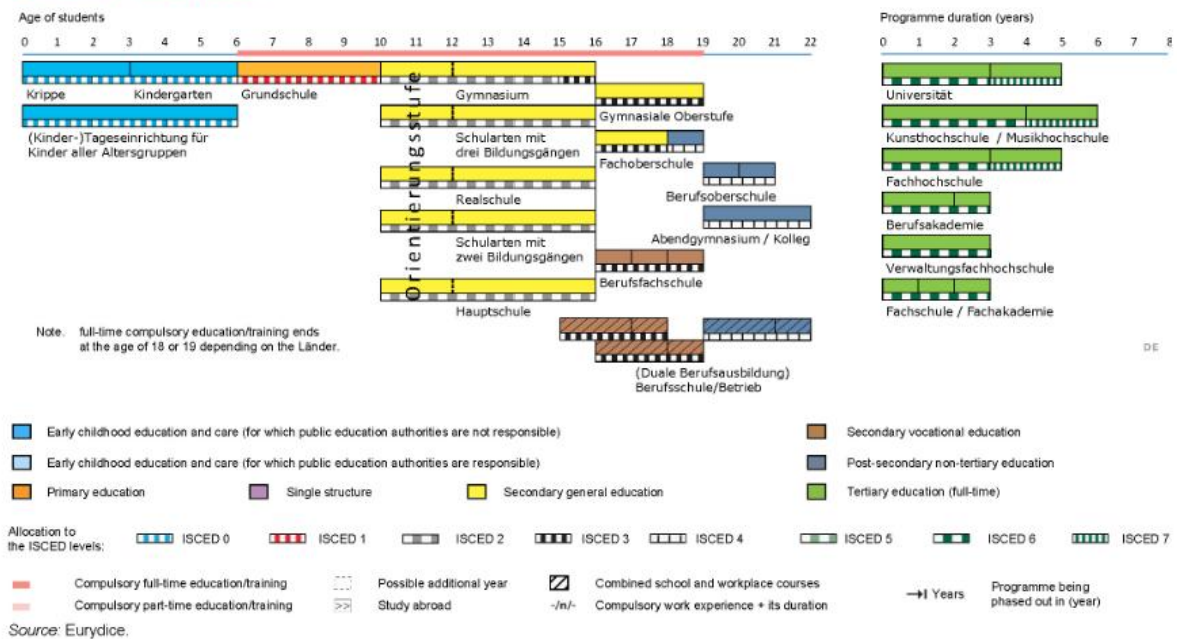 Age of students
Programme duration (years)
0 1 2 3 4 5 6 7 8 9 10 11 12 13 14 15 16 17 18 19 20 21 22
0 1 2 3 4 5 6 7 8
Krippe
Kindergarten
Grundschule
(Kinder-)Tageseinrichtung für
Kinder aller Altersgruppen
Orientierungsstufe
Gymnasium
Schularten mit
drei Bildungsgängen
Realschule
Schularten mit
zwei Bildungsgängen
Hauptschule
Gymnasiale Oberstufe
Fachoberschule
Berufsoberschule
Abendgymnasium / Kolleg
Berufsfachschule
(Duale Berufsausbildung)
Berufsschule/Betrieb
Universität
Kunsthochschule / Musikhochschule
Fachhochschule
Berufsakademie
Verwaltungsfachhochschule
Fachschule / Fachakademie
Note. full-time compulsory education/training ends
at the age of 18 or 19 depending on the Länder.
DE
Early childhood education and care (for which public education authorities are not responsible)
Secondary vocational education
Early childhood education and care (for which public education authorities are responsible)
Post-secondary non-tertiary education
Primary education
Single structure
Secondary general education
Tertiary education (full-time)
Allocation to
the ISCED levels:
ISCED 0
ISCED 1
ISCED 2
ISCED 3
ISCED 4
ISCED 5
ISCED 6
ISCED 7
Compulsory full-time education/training
Possible additional year
Combined school and workplace courses
Compulsory part-time education/training
>> Study abroad
-/n/- Compulsory work experience + its duration
Years
Programme being
phased out in (year)
Source: Eurydice.